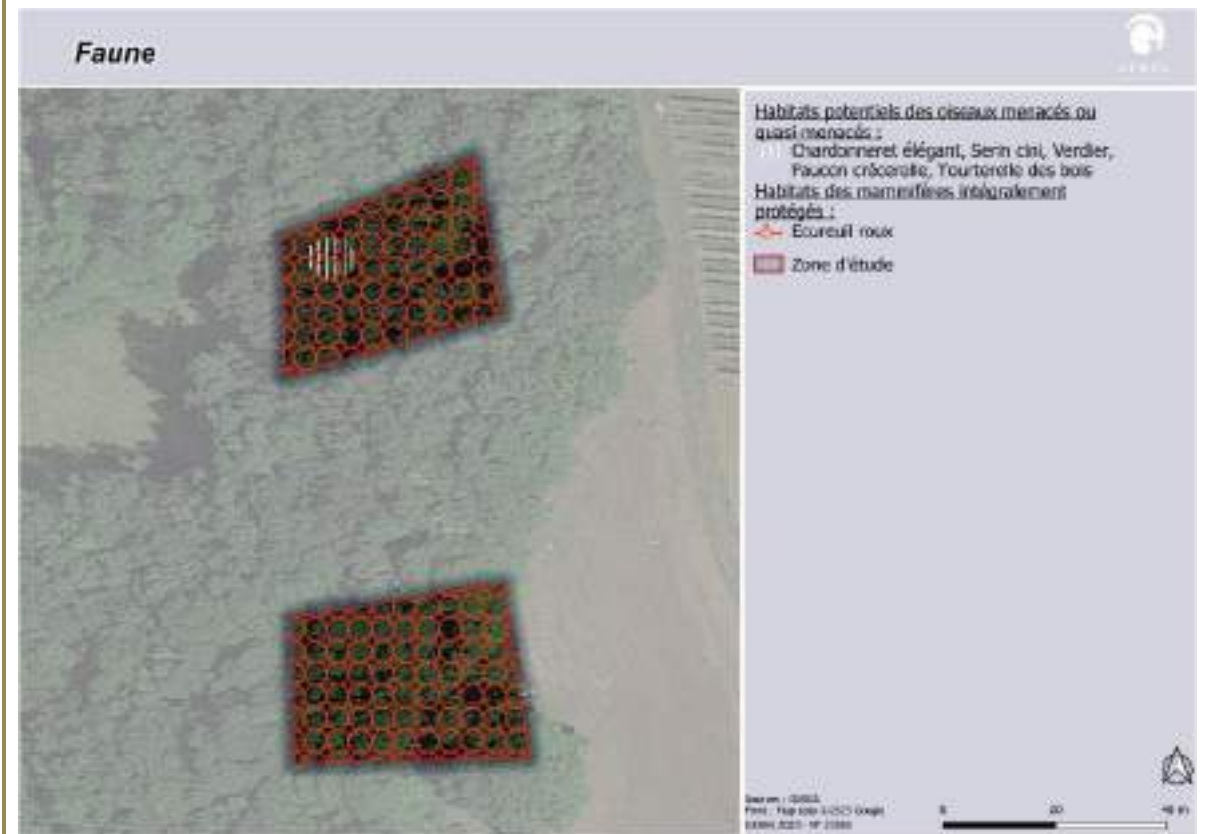 Faune
Habitats potentiels des oiseaux menacés ou
quasi menacés :
Chardonneret élégant, Serin cini, Verdier,
Faucon crécerelle, Tourterelle des bois
Habitats des mammifères intégralement
protégés :
Ecureuil roux
Zone d'étude
0 20 40 m